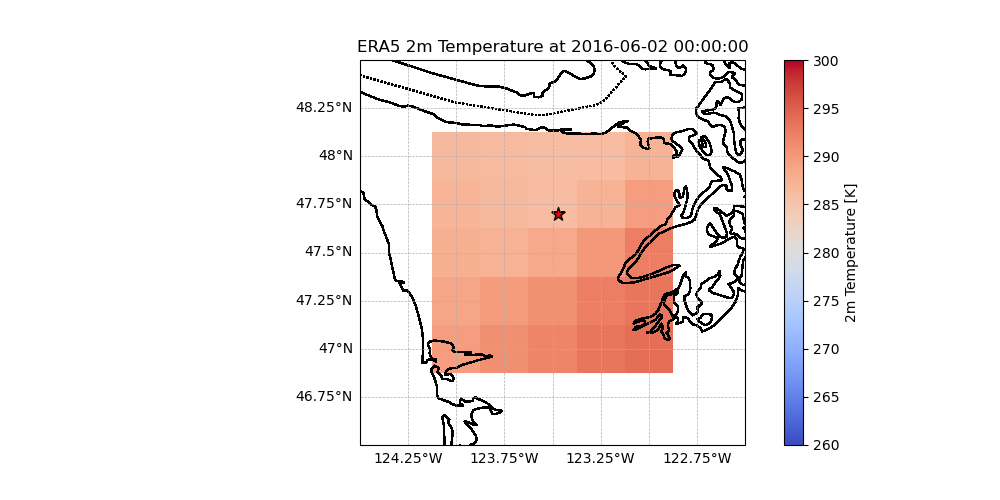 ERA5 2m Temperature at 2016-06-02 00:00:00
48.25°N
48°N
47.75°N
47.5°N
47.25°N
47°N
46.75°N
124.25°W 123.75°W 123.25°W 122.75°W
300
295
290
285
280
275
270
265
260
2m Temperature [K]